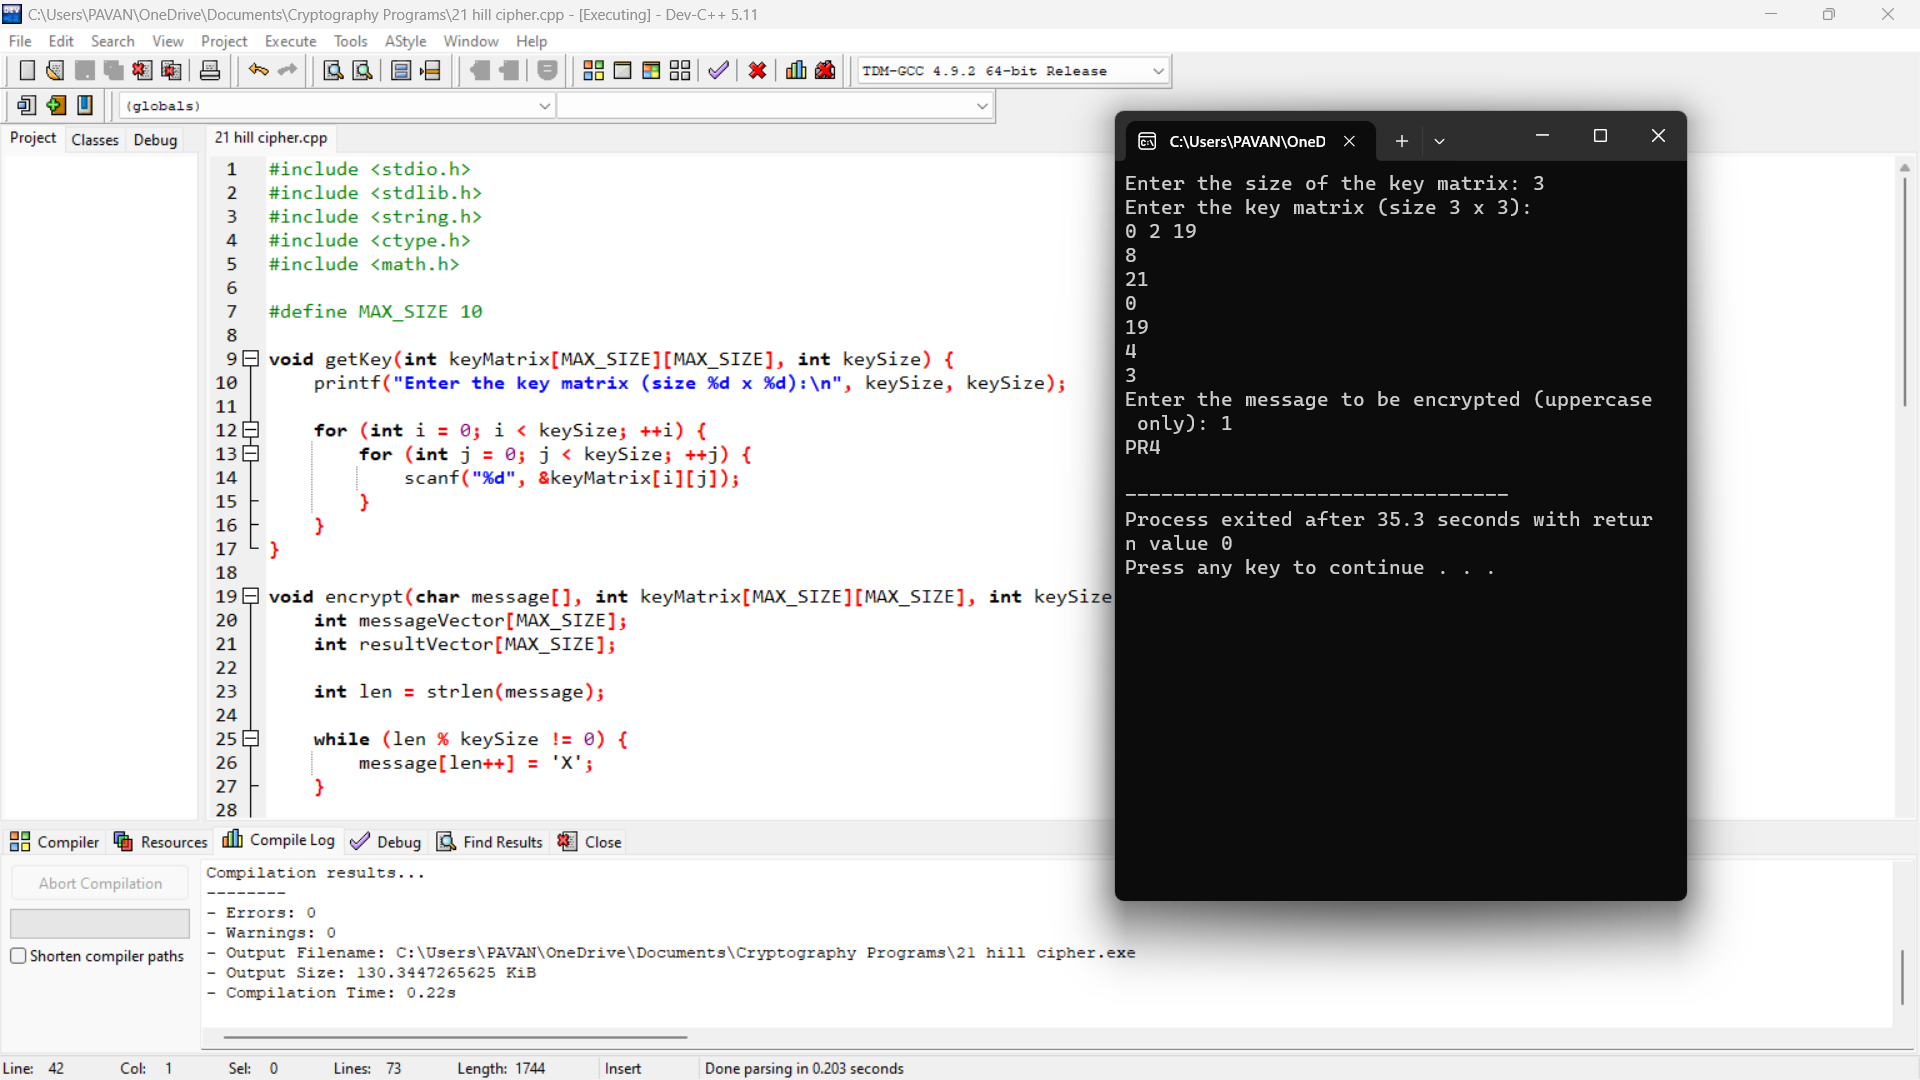 C:\Users\PAVAN\OneDrive\Documents\Cryptography Programs\21 hill cipher.cpp - [Executing] - Dev-C++ 5.11
File Edit Search View Project Execute Tools AStyle Window Help
TDM-GCC 4.9.2 64-bit Release
(globals)
Project Classes Debug
21 hill cipher.cpp
1 #include <stdio.h>
2 #include <stdlib.h>
3 #include <string.h>
4 #include <ctype.h>
5 #include <math.h>
6
7 #define MAX_SIZE 10
8
9 void getKey(int keyMatrix[MAX_SIZE][MAX_SIZE], int keySize) {
10 printf("Enter the key matrix (size %d x %d):\n", keySize, keySize);
11
12 for (int i = 0; i < keySize; ++i) {
13 for (int j = 0; j < keySize; ++j) {
14 scanf("%d", &keyMatrix[i][j]);
15 }
16 }
17 }
18
19 void encrypt(char message[], int keyMatrix[MAX_SIZE][MAX_SIZE], int keySize
20 int messageVector[MAX_SIZE];
21 int resultVector[MAX_SIZE];
22
23 int len = strlen(message);
24
25 while (len % keySize != 0) {
26 message[len++] = 'X';
27 }
28
C:\Users\PAVAN\OneD
Enter the size of the key matrix: 3
Enter the key matrix (size 3 x 3):
0 2 19
8
21
0
19
4
3
Enter the message to be encrypted (uppercase
only): 1
PR4
--------------------------------
Process exited after 35.3 seconds with retur
n value 0
Press any key to continue . . .
Compiler Resources Compile Log Debug Find Results Close
Abort Compilation
Shorten compiler paths
Compilation results...
--------
- Errors: 0
- Warnings: 0
- Output Filename: C:\Users\PAVAN\OneDrive\Documents\Cryptography Programs\21 hill cipher.exe
- Output Size: 130.3447265625 KiB
- Compilation Time: 0.22s
Line: 42 Col: 1 Sel: 0 Lines: 73 Length: 1744 Insert Done parsing in 0.203 seconds